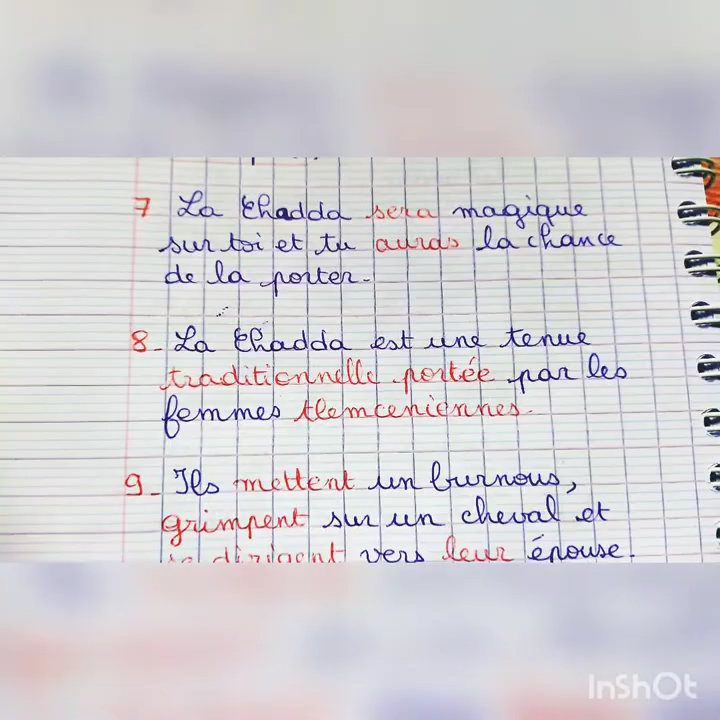 7 La Chadda sera magique
sur toi et tu auras la chance
de la porter.
8- La Chadda est une tenue
traditionnelle portée par les
femmes tlemceniennes.
9- Ils mettent un burnous,
grimpent sur un cheval et
se dirigent vers leur épouse.
InShOt